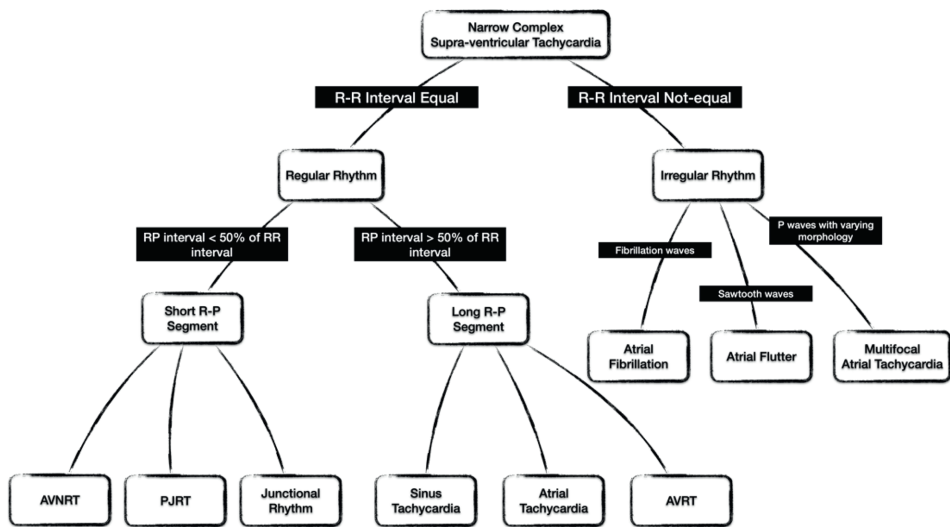 Narrow Complex
Supra-ventricular Tachycardia
R-R Interval Equal
R-R Interval Not-equal
Regular Rhythm
Irregular Rhythm
RP interval < 50% of RR
interval
RP interval > 50% of RR
interval
Fibrillation waves
P waves with varying
morphology
Sawtooth waves
Short R-P
Segment
Long R-P
Segment
Atrial
Fibrillation
Atrial Flutter
Multifocal
Atrial Tachycardia
AVNRT
PJRT
Junctional
Rhythm
Sinus
Tachycardia
Atrial
Tachycardia
AVRT